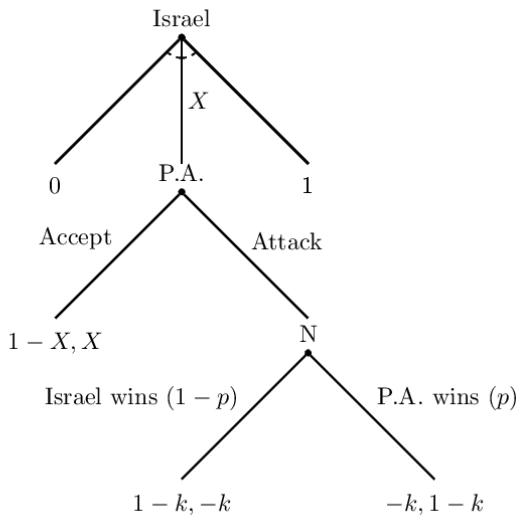 Israel
X
0
1
P.A.
Accept
Attack
1 − X, X
N
Israel wins (1 − p)
P.A. wins (p)
1 − k, −k
−k, 1 − k